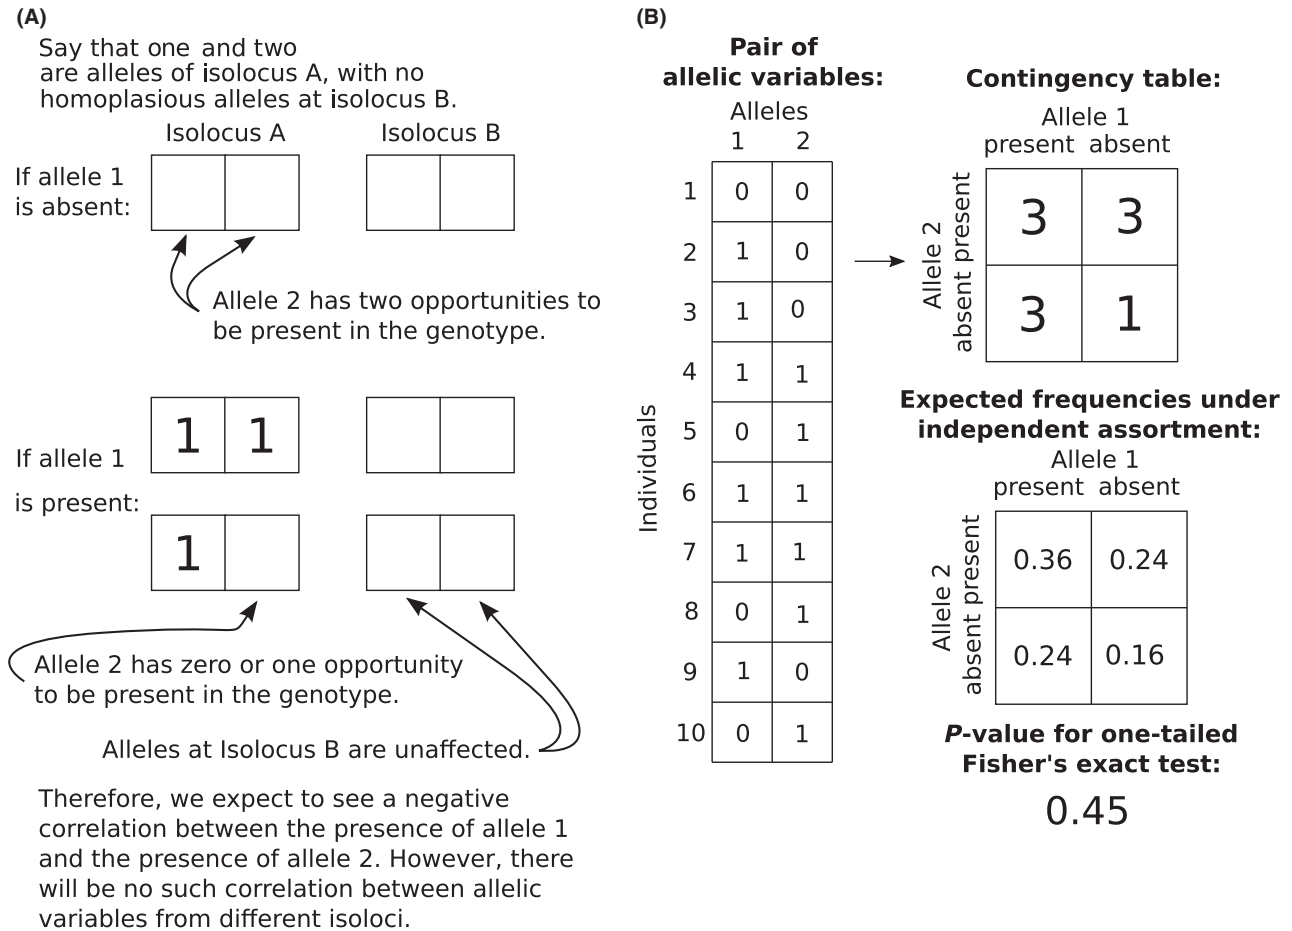 (A)
Say that one and two
are alleles of isolocus A, with no
homoplasious alleles at isolocus B.
Isolocus A Isolocus B
If allele 1
is absent:
Allele 2 has two opportunities to
be present in the genotype.
1 1
If allele 1
is present:
1
Allele 2 has zero or one opportunity
to be present in the genotype.
Alleles at Isolocus B are unaffected.
Therefore, we expect to see a negative
correlation between the presence of allele 1
and the presence of allele 2. However, there
will be no such correlation between allelic
variables from different isoloci.
(B)
Pair of
allelic variables:
Alleles
1 2
Individuals
1 0 0
2 1 0
3 1 0
4 1 1
5 0 1
6 1 1
7 1 1
8 0 1
9 1 0
10 0 1
Contingency table:
Allele 1
present absent
Allele 2
absent present
3 3
3 1
Expected frequencies under
independent assortment:
Allele 1
present absent
Allele 2
absent present
0.36 0.24
0.24 0.16
P-value for one-tailed
Fisher's exact test:
0.45